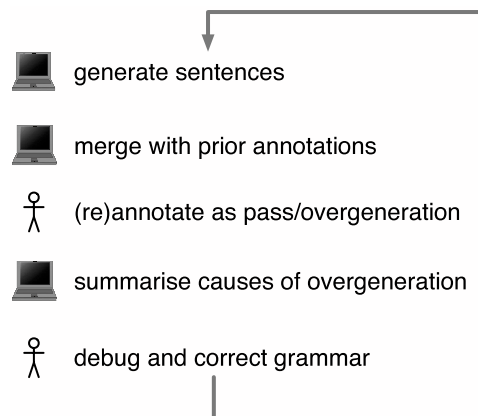 generate sentences
merge with prior annotations
(re)annotate as pass/overgeneration
summarise causes of overgeneration
debug and correct grammar